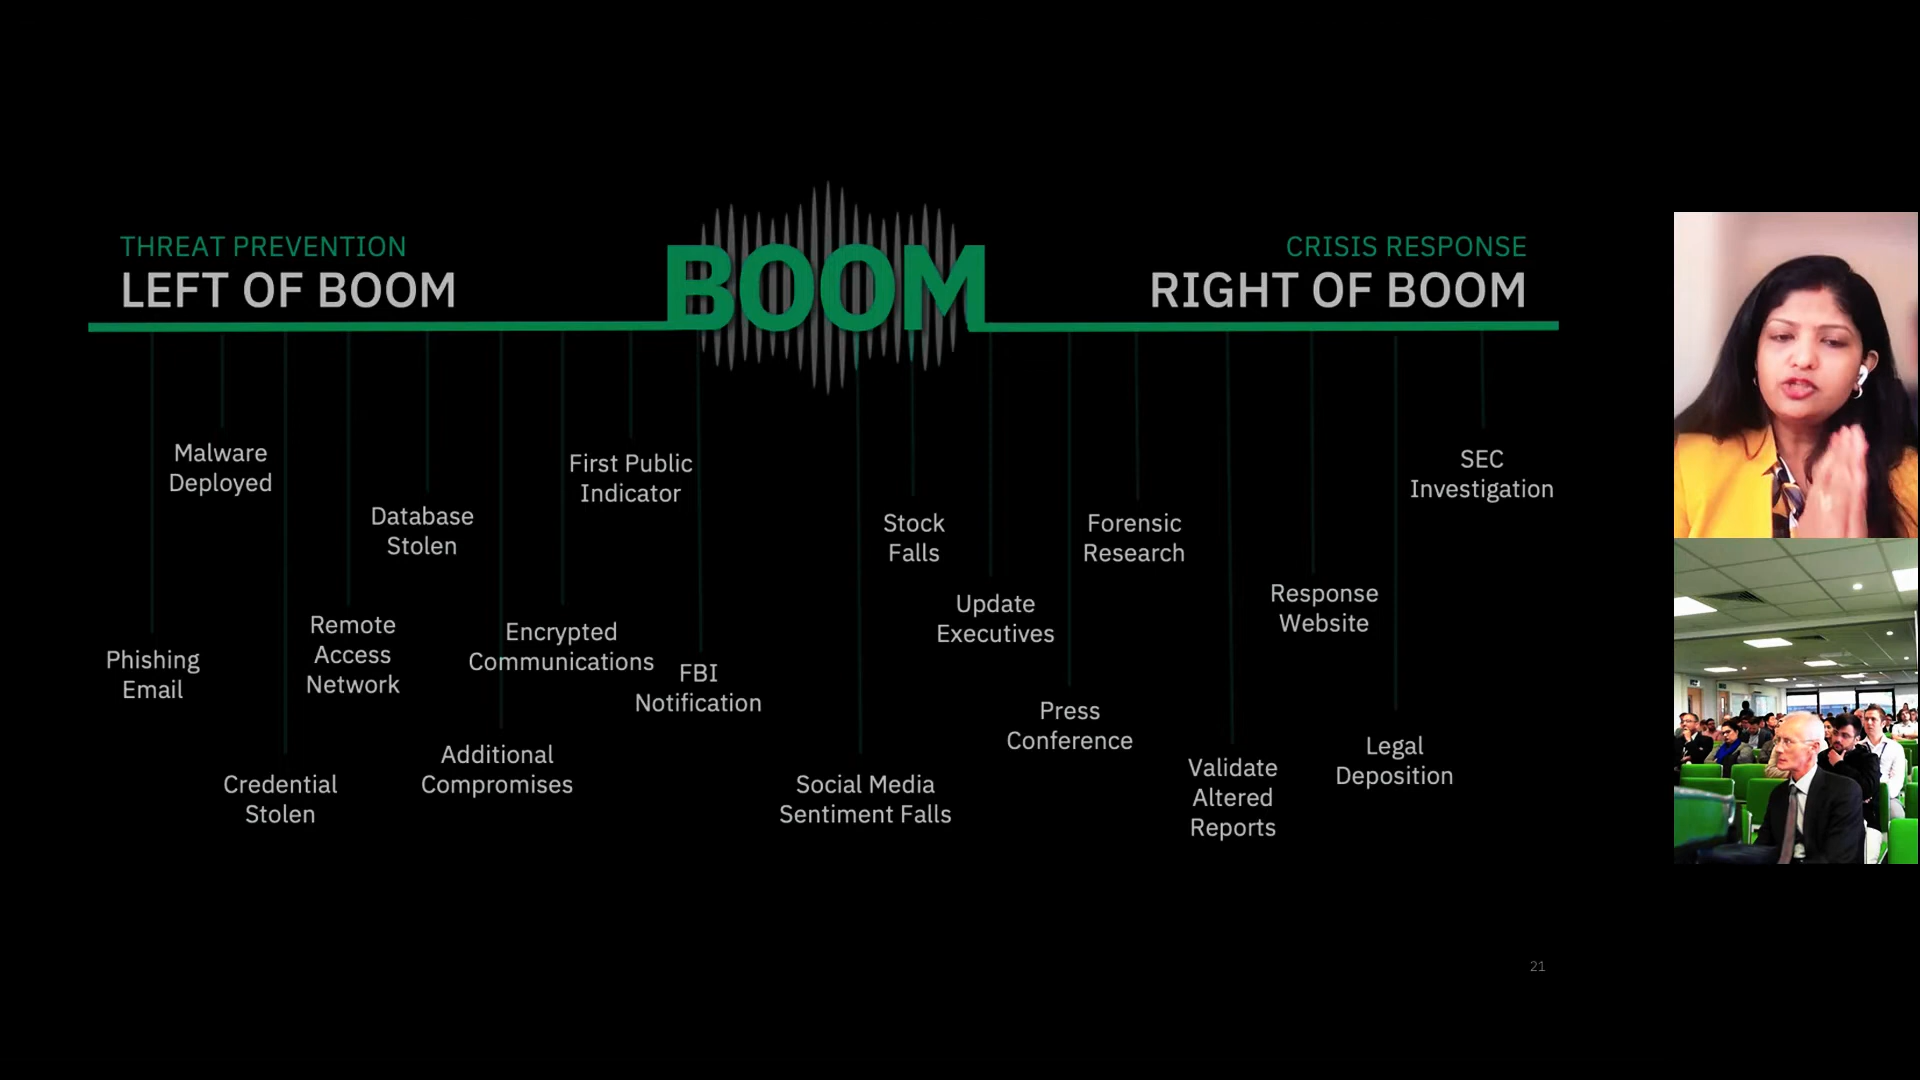 THREAT PREVENTION
LEFT OF BOOM
BOOM
CRISIS RESPONSE
RIGHT OF BOOM
Phishing
Email
Malware
Deployed
Credential
Stolen
Remote
Access
Network
Database
Stolen
Additional
Compromises
Encrypted
Communications
First Public
Indicator
FBI
Notification
Social Media
Sentiment Falls
Stock
Falls
Update
Executives
Press
Conference
Forensic
Research
Validate
Altered
Reports
Response
Website
Legal
Deposition
SEC
Investigation
21